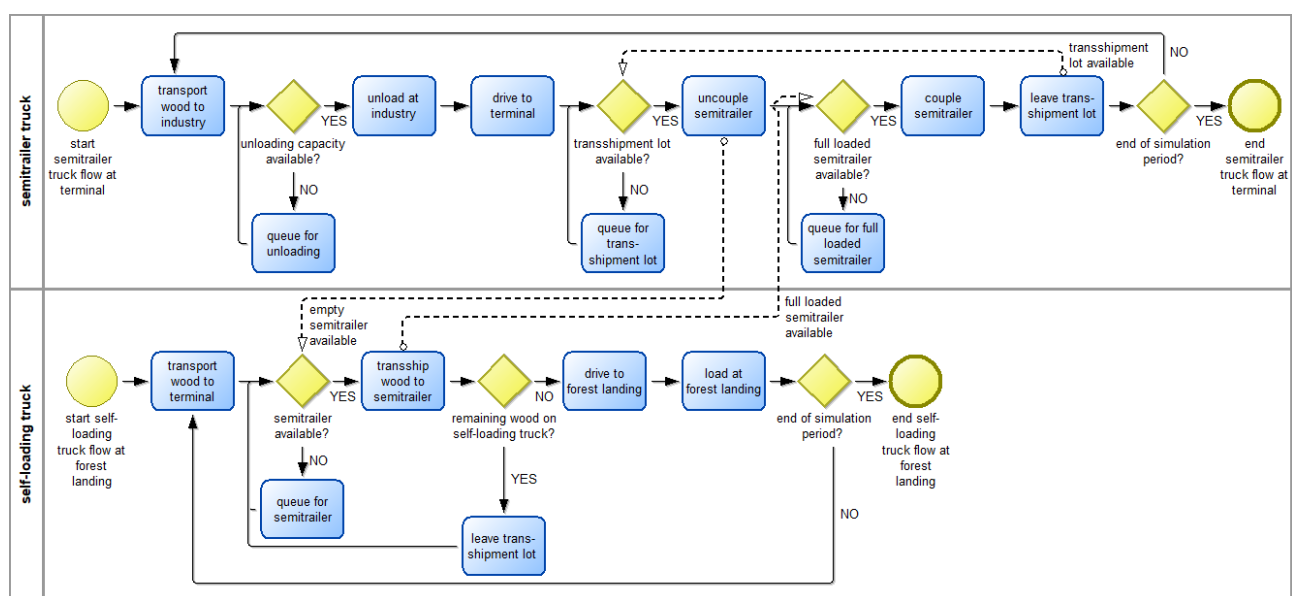 semitrailer truck
start
semitrailer
truck flow at
terminal
transport
wood to
industry
unloading capacity
available?
YES
NO
queue for
unloading
unload at
industry
drive to
terminal
transshipment lot
available?
YES
NO
queue for
trans-
shipment lot
uncouple
semitrailer
full loaded
semitrailer
available?
YES
NO
queue for full
loaded
semitrailer
couple
semitrailer
transshipment
lot available
leave trans-
shipment lot
NO
end of simulation
period?
YES
end
semitrailer
truck flow at
terminal
self-loading truck
start self-
loading
truck flow at
forest
landing
transport
wood to
terminal
empty
semitrailer
available
semitrailer
available?
YES
NO
queue for
semitrailer
transship
wood to
semitrailer
remaining wood on
self-loading truck?
NO
YES
leave trans-
shipment lot
drive to
forest landing
load at
forest landing
full loaded
semitrailer
available
end of simulation
period?
YES
NO
end self-
loading
truck flow at
forest
landing